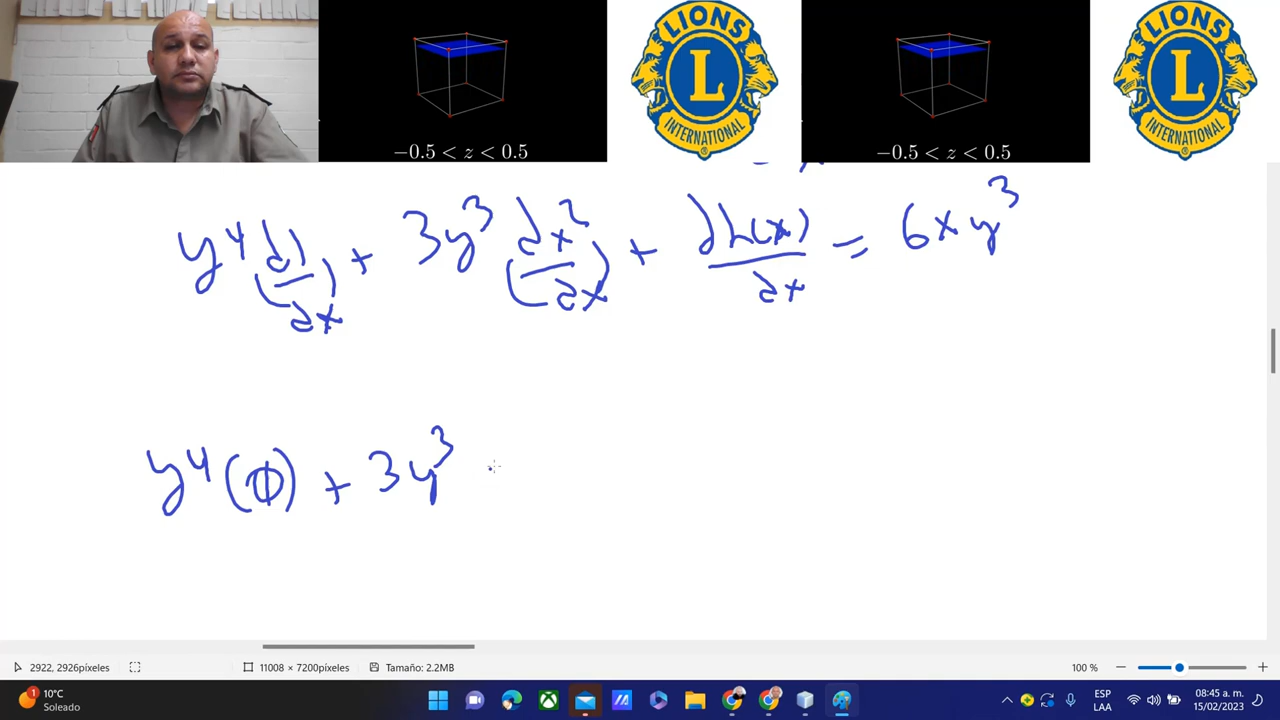 -0.5 < z < 0.5
LIONS
L
INTERNATIONAL
®
-0.5 < z < 0.5
LIONS
L
INTERNATIONAL
®
y⁴ (∂1/∂x) + 3y³ (∂x²/∂x) + ∂h(x)/∂x = 6xy³
y⁴(0) + 3y³
2922, 2926píxeles
11008 × 7200píxeles
Tamaño: 2.2MB
100 %
1
10°C
Soleado
ESP
LAA
08:45 a. m.
15/02/2023